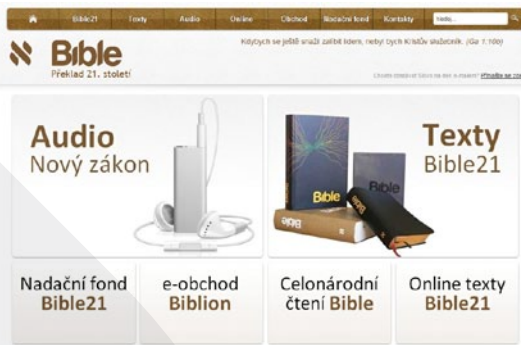 Bible21
Texty
Audio
Online
Obchod
Nadační fond
Kontakty
Hledej...
Kdybych se ještě snažil zalíbit lidem, nebyl bych Kristův služebník. (Ga 1:10b)
Bible
Překlad 21. století
Audio
Nový zákon
Texty
Bible21
Bible
Bible
Bible
Nadační fond
Bible21
e-obchod
Biblion
Celonárodní
čtení Bible
Online texty
Bible21